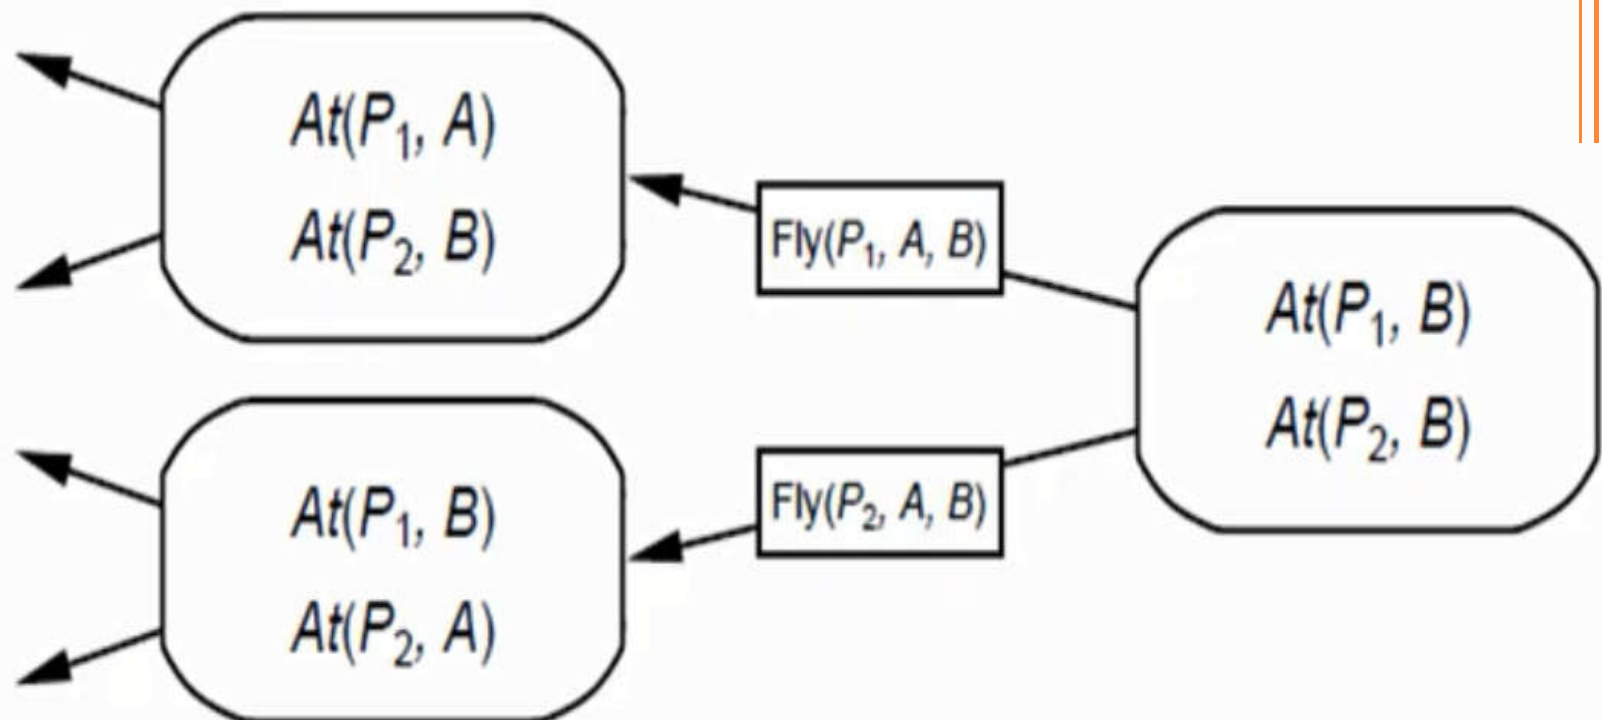 At(P₁, A)
At(P₂, B)
Fly(P₁, A, B)
At(P₁, B)
At(P₂, B)
Fly(P₂, A, B)
At(P₁, B)
At(P₂, A)